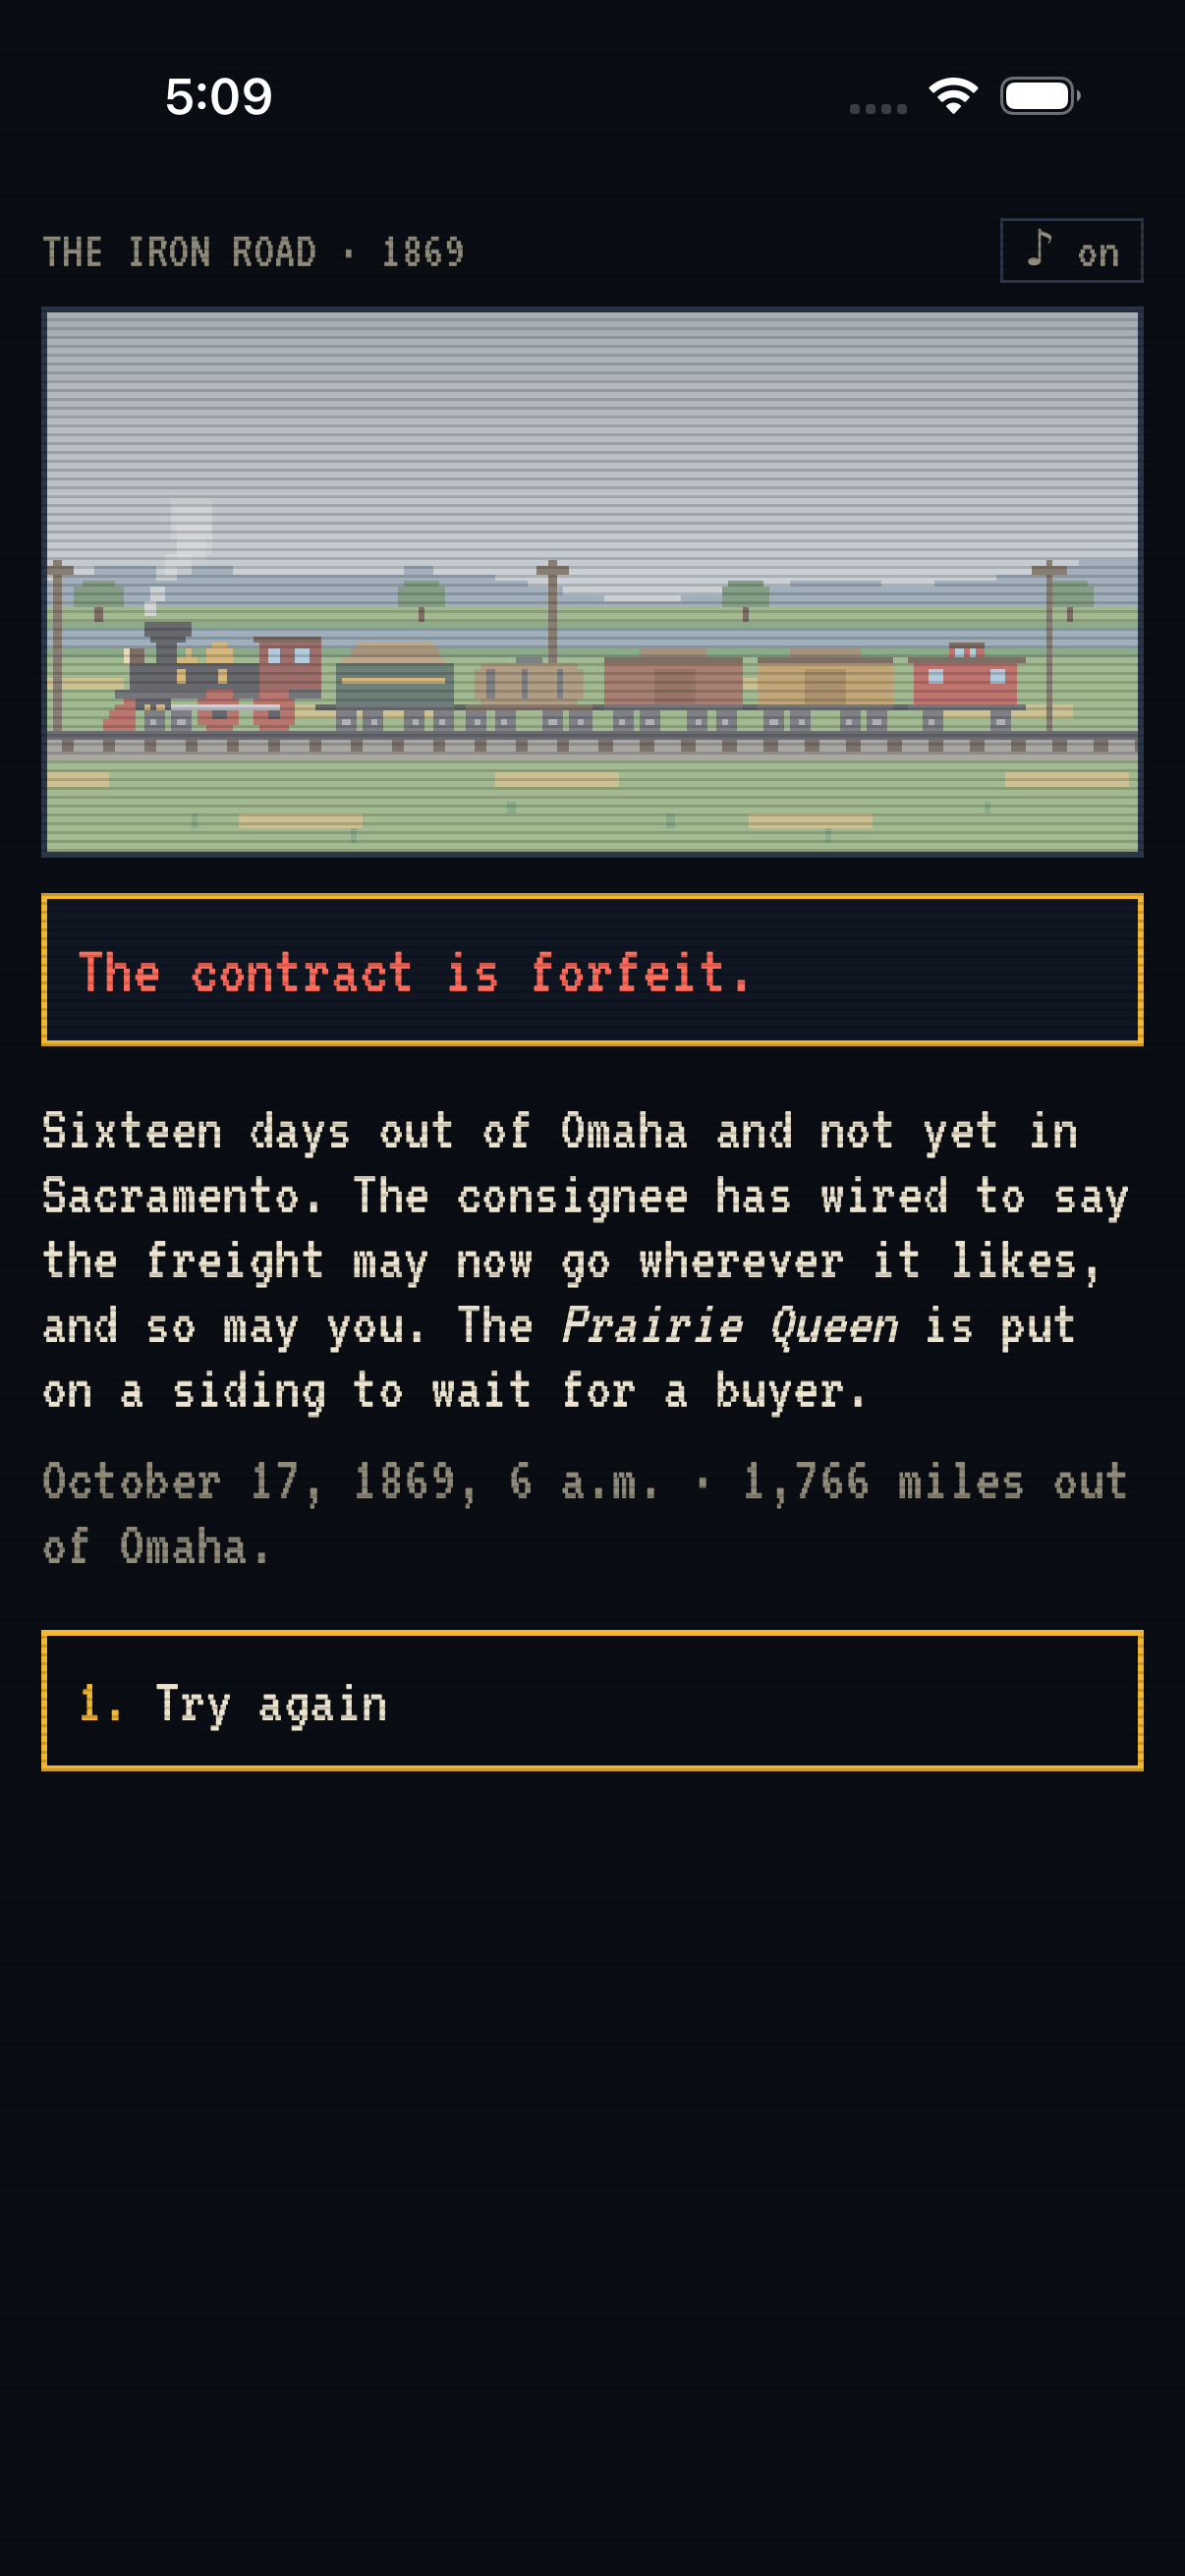 5:09
THE IRON ROAD · 1869
♪ on
The contract is forfeit.
Sixteen days out of Omaha and not yet in
Sacramento. The consignee has wired to say
the freight may now go wherever it likes,
and so may you. The Prairie Queen is put
on a siding to wait for a buyer.
October 17, 1869, 6 a.m. · 1,766 miles out
of Omaha.
1. Try again